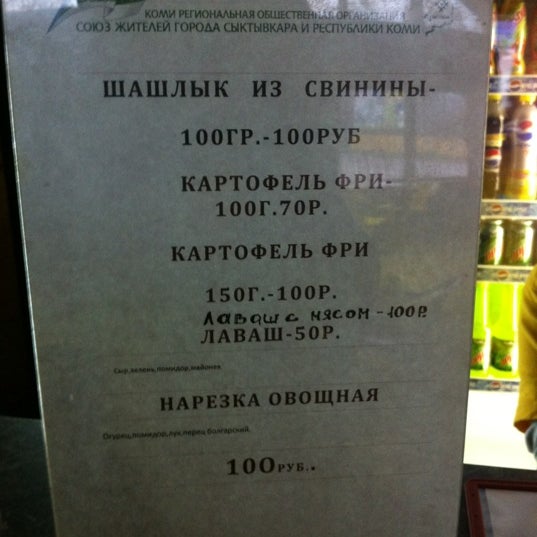 КОМИ РЕГИОНАЛЬНАЯ ОБЩЕСТВЕННАЯ ОРГАНИЗАЦИЯ
СОЮЗ ЖИТЕЛЕЙ ГОРОДА СЫКТЫВКАРА И РЕСПУБЛИКИ КОМИ
ШАШЛЫК ИЗ СВИНИНЫ-
100ГР.-100РУБ
КАРТОФЕЛЬ ФРИ-
100Г.70Р.
КАРТОФЕЛЬ ФРИ
150Г.-100Р.
Лаваш с мясом -100Р.
ЛАВАШ-50Р.
Сыр,зелень,помидор,майонез
НАРЕЗКА ОВОЩНАЯ
Огурец,помидор,лук,перец болгарский.
100РУБ..